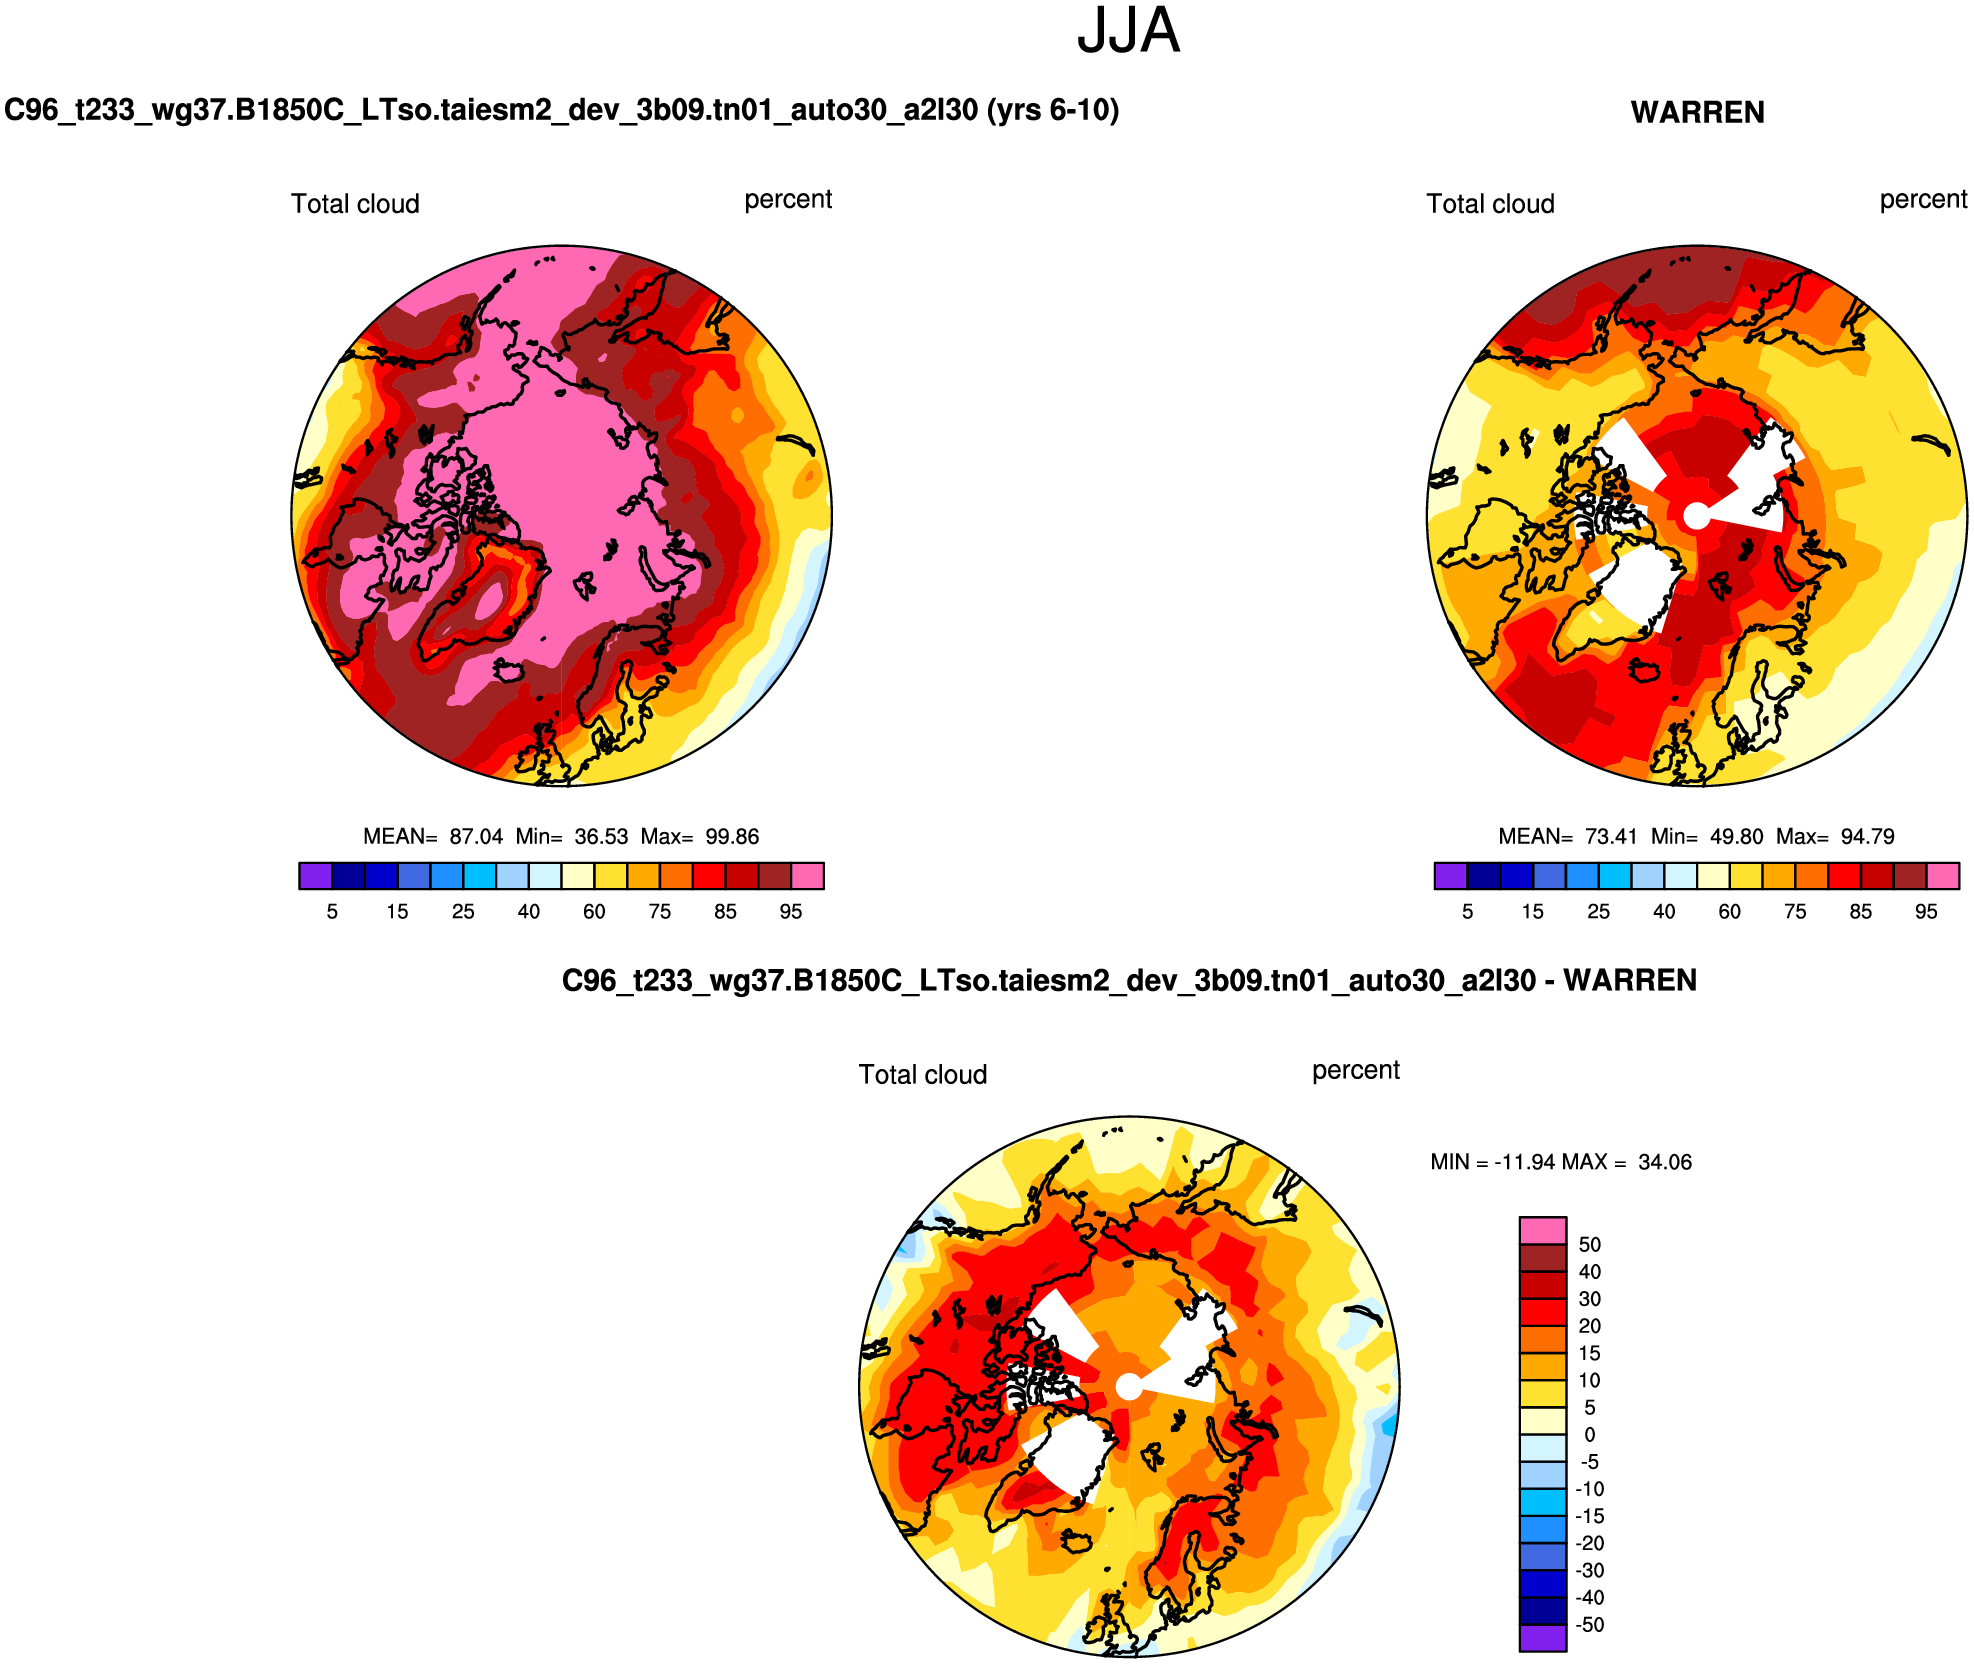 JJA
C96_t233_wg37.B1850C_LTso.taiesm2_dev_3b09.tn01_auto30_a2l30 (yrs 6-10)
WARREN
Total cloud percent
Total cloud percent
MEAN= 87.04 Min= 36.53 Max= 99.86
MEAN= 73.41 Min= 49.80 Max= 94.79
5 15 25 40 60 75 85 95
5 15 25 40 60 75 85 95
C96_t233_wg37.B1850C_LTso.taiesm2_dev_3b09.tn01_auto30_a2l30 - WARREN
Total cloud percent
MIN = -11.94 MAX = 34.06
50
40
30
20
15
10
5
0
-5
-10
-15
-20
-30
-40
-50